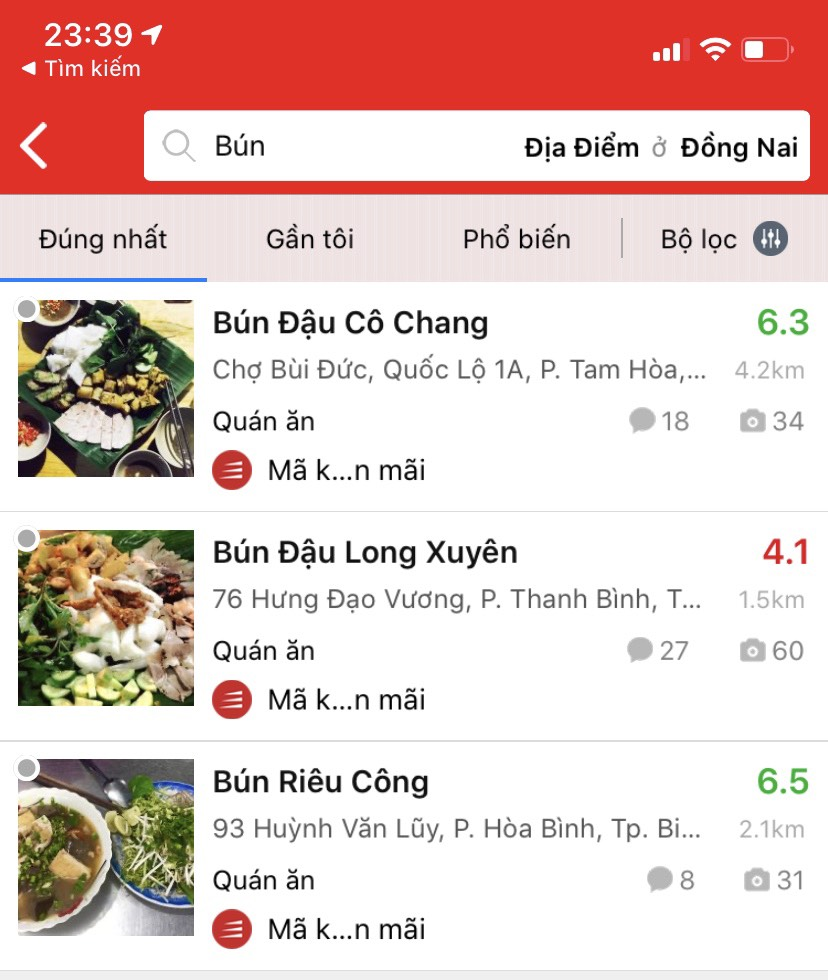 23:39
◀ Tìm kiếm
Bún Địa Điểm ở Đồng Nai
Đúng nhất Gần tôi Phổ biến Bộ lọc
Bún Đậu Cô Chang 6.3
Chợ Bùi Đức, Quốc Lộ 1A, P. Tam Hòa,... 4.2km
Quán ăn 18 34
Mã k...n mãi
Bún Đậu Long Xuyên 4.1
76 Hưng Đạo Vương, P. Thanh Bình, T... 1.5km
Quán ăn 27 60
Mã k...n mãi
Bún Riêu Công 6.5
93 Huỳnh Văn Lũy, P. Hòa Bình, Tp. Bi... 2.1km
Quán ăn 8 31
Mã k...n mãi